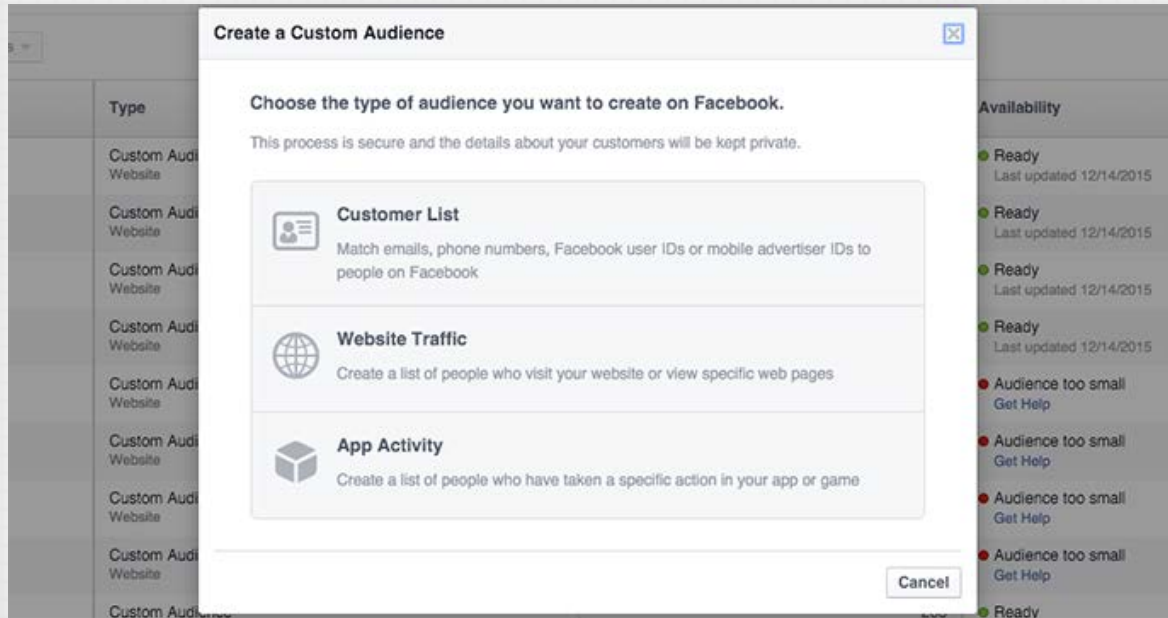 Create a Custom Audience
Choose the type of audience you want to create on Facebook.
This process is secure and the details about your customers will be kept private.
Customer List
Match emails, phone numbers, Facebook user IDs or mobile advertiser IDs to
people on Facebook
Website Traffic
Create a list of people who visit your website or view specific web pages
App Activity
Create a list of people who have taken a specific action in your app or game
Cancel
Type
Custom Audi
Website
Custom Audi
Website
Custom Audi
Website
Custom Audi
Website
Custom Audi
Website
Custom Audi
Website
Custom Audi
Website
Custom Audi
Website
Availability
Ready
Last updated 12/14/2015
Ready
Last updated 12/14/2015
Ready
Last updated 12/14/2015
Ready
Last updated 12/14/2015
Audience too small
Get Help
Audience too small
Get Help
Audience too small
Get Help
Audience too small
Get Help
Ready